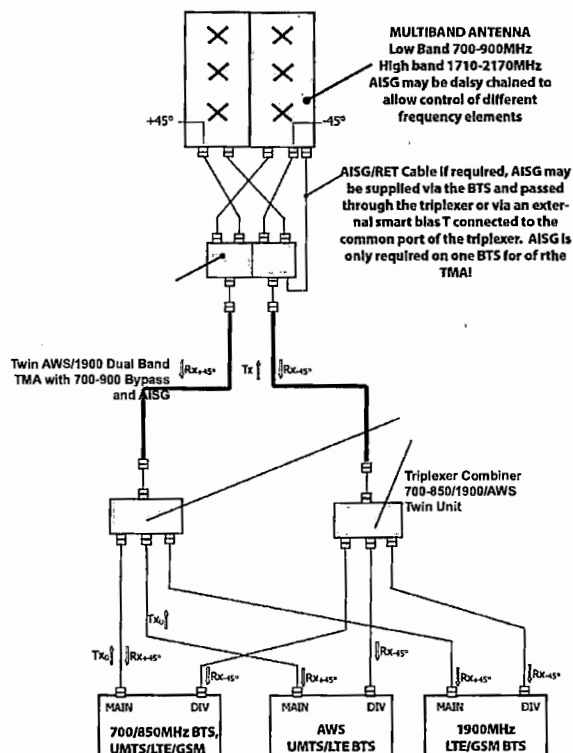 MULTIBAND ANTENNA
Low Band 700-900MHz
High band 1710-2170MHz
AISG may be daisy chained to
allow control of different
frequency elements
+45°
-45°
AISG/RET Cable if required, AISG may
be supplied via the BTS and passed
through the triplexer or via an exter-
nal smart bias T connected to the
common port of the triplexer. AISG is
only required on one BTS for of rthe
TMA!
Twin AWS/1900 Dual Band
TMA with 700-900 Bypass
and AISG
Rx+45°
Tx
Rx-45°
Triplexer Combiner
700-850/1900/AWS
Twin Unit
TxU
TxG
Rx+45°
Rx-45°
Rx+45°
Rx-45°
Rx+45°
Rx-45°
MAIN
DIV
MAIN
DIV
MAIN
DIV
700/850MHz BTS,
UMTS/LTE/GSM
AWS
UMTS/LTE BTS
1900MHz
LTE/GSM BTS